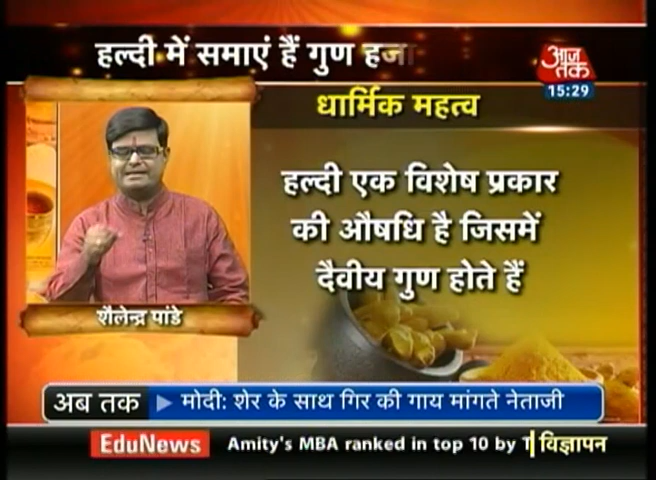 हल्दी में समाएं हैं गुण हजा
आज
तक
15:29
धार्मिक महत्व
हल्दी एक विशेष प्रकार
की औषधि है जिसमें
दैवीय गुण होते हैं
शैलेन्द्र पांडे
अब तक
मोदी: शेर के साथ गिर की गाय मांगते नेताजी
EduNews
Amity's MBA ranked in top 10 by T
विज्ञापन